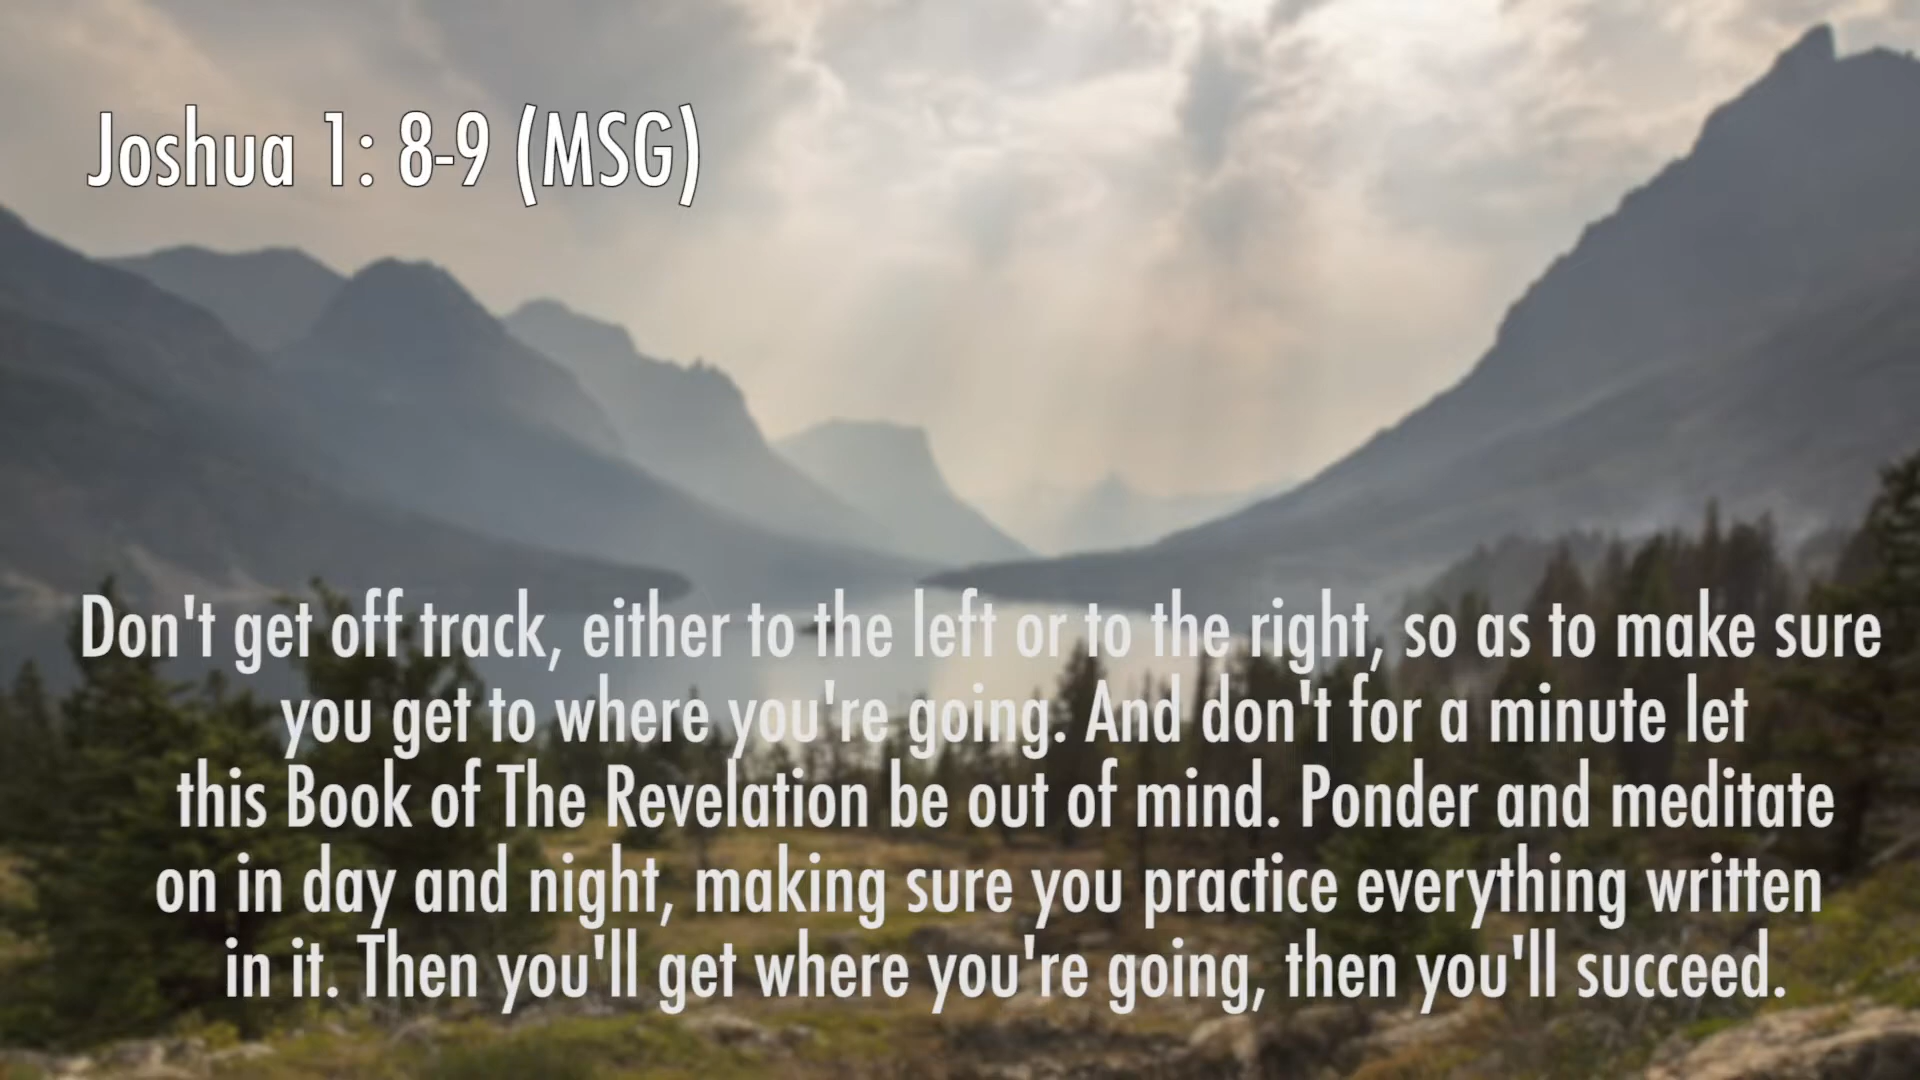 Joshua 1: 8-9 (MSG)
Don't get off track, either to the left or to the right, so as to make sure
you get to where you're going. And don't for a minute let
this Book of The Revelation be out of mind. Ponder and meditate
on in day and night, making sure you practice everything written
in it. Then you'll get where you're going, then you'll succeed.